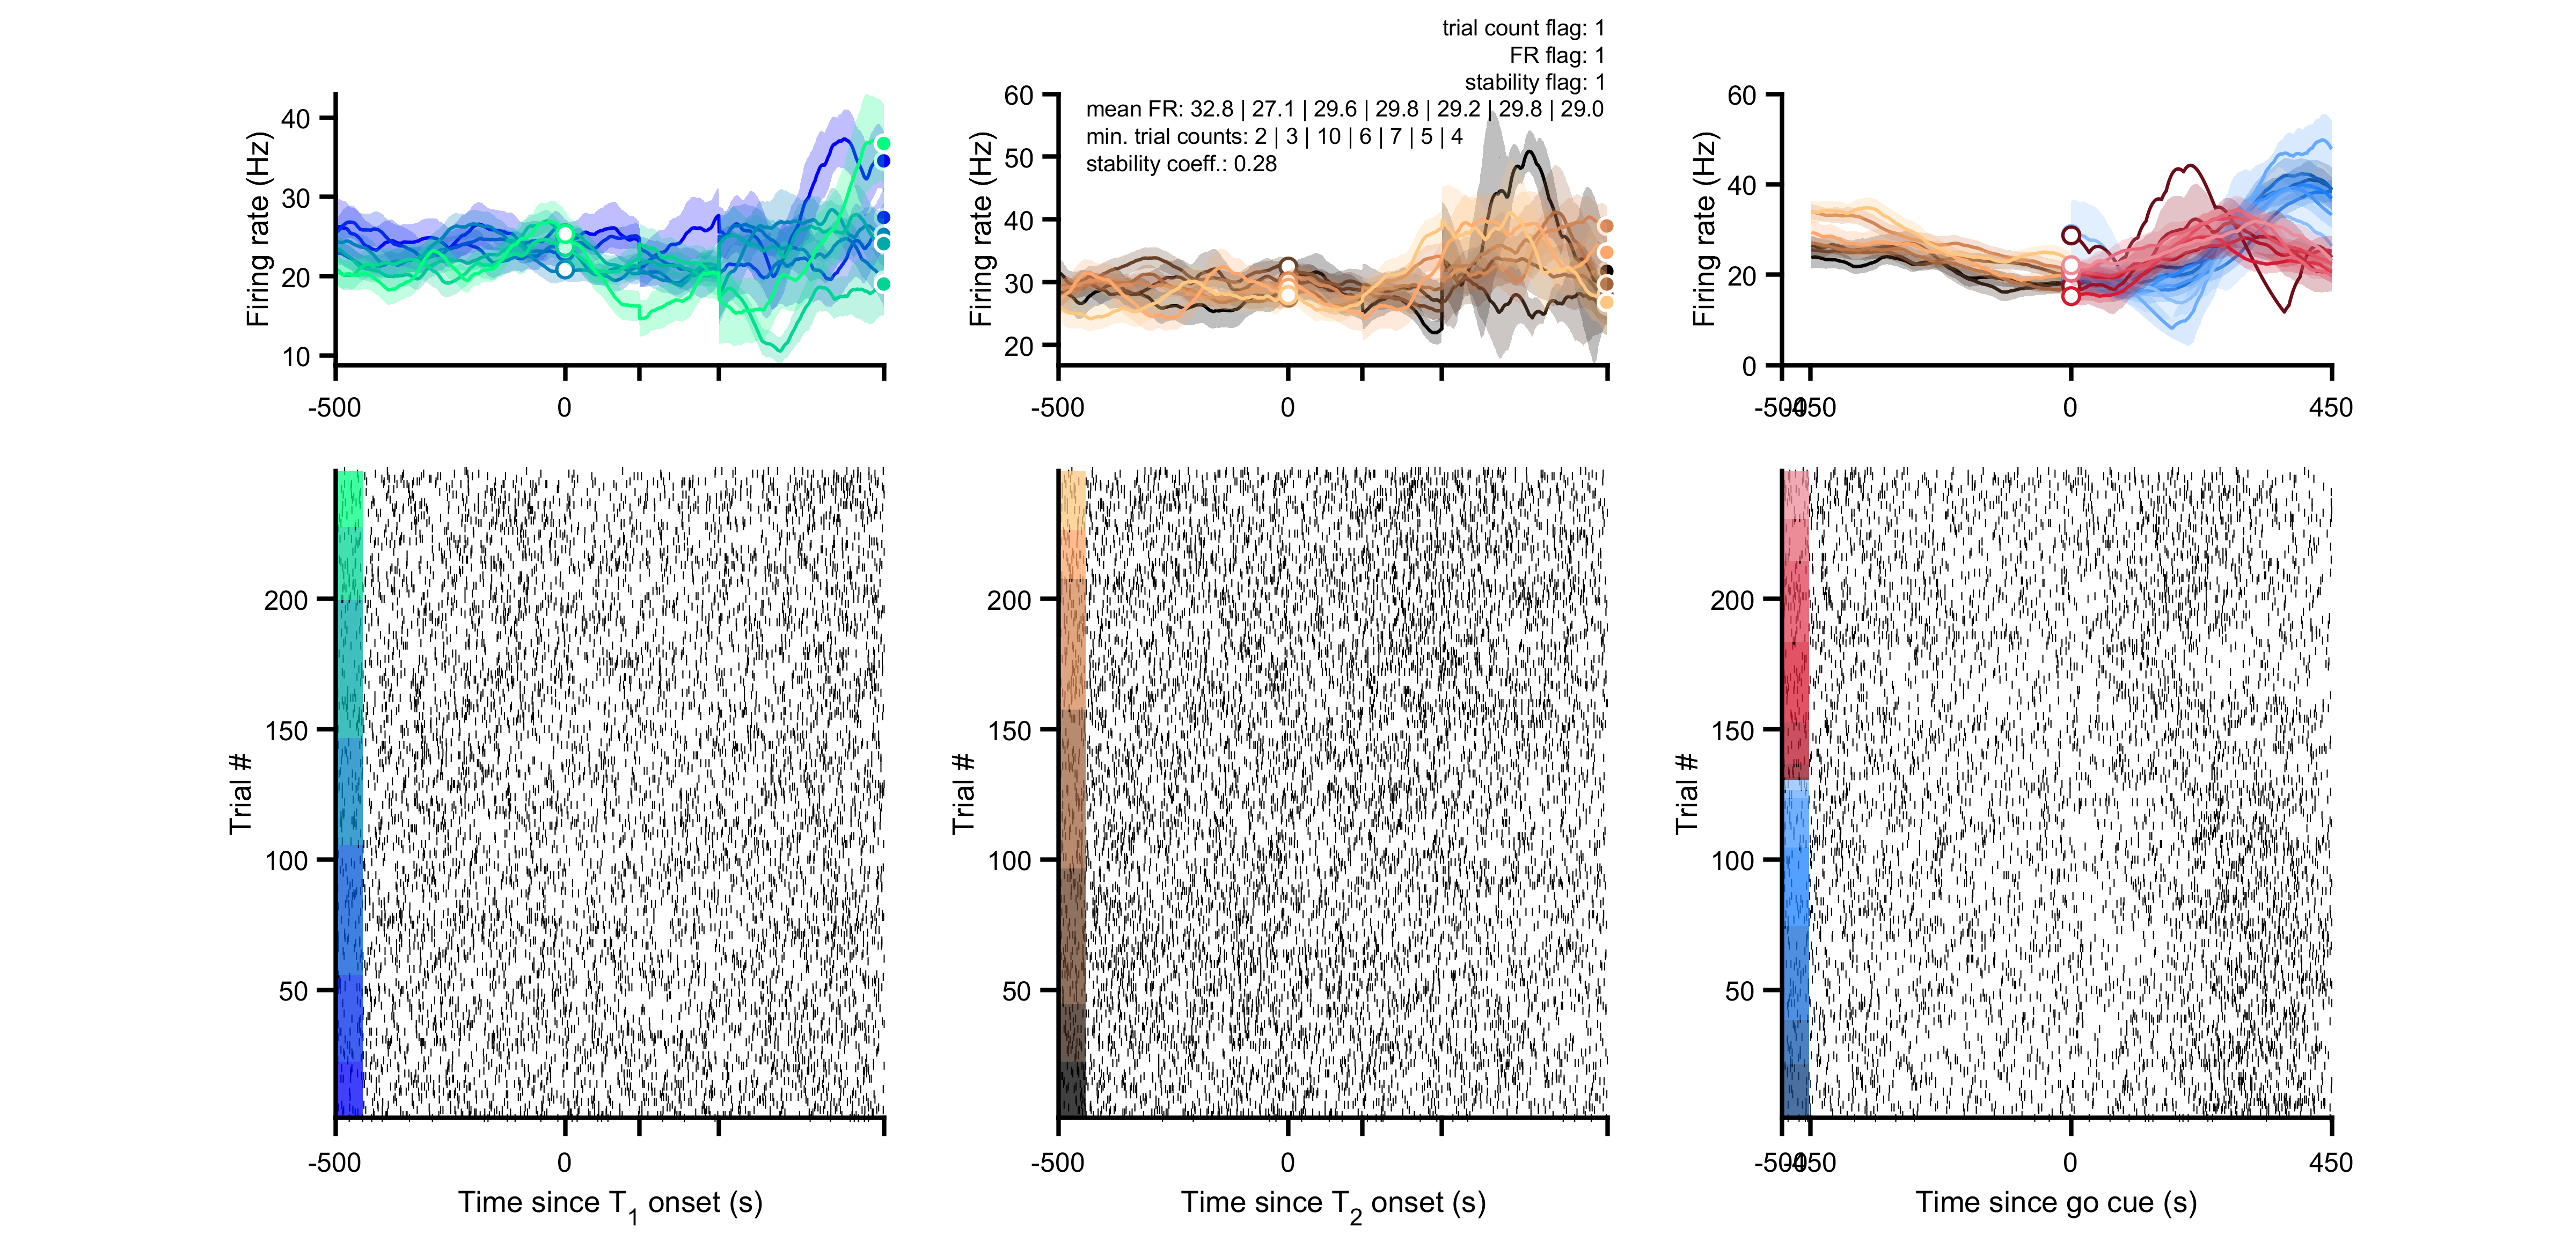 trial count flag: 1
FR flag: 1
stability flag: 1
mean FR: 32.8 | 27.1 | 29.6 | 29.8 | 29.2 | 29.8 | 29.0
min. trial counts: 2 | 3 | 10 | 6 | 7 | 5 | 4
stability coeff.: 0.28
Firing rate (Hz)
40
30
20
10
-500
0
Firing rate (Hz)
60
50
40
30
20
-500
0
Firing rate (Hz)
60
40
20
0
-500
-450
0
450
Trial #
200
150
100
50
-500
0
Time since T1 onset (s)
Trial #
200
150
100
50
-500
0
Time since T2 onset (s)
Trial #
200
150
100
50
-500
-450
0
450
Time since go cue (s)